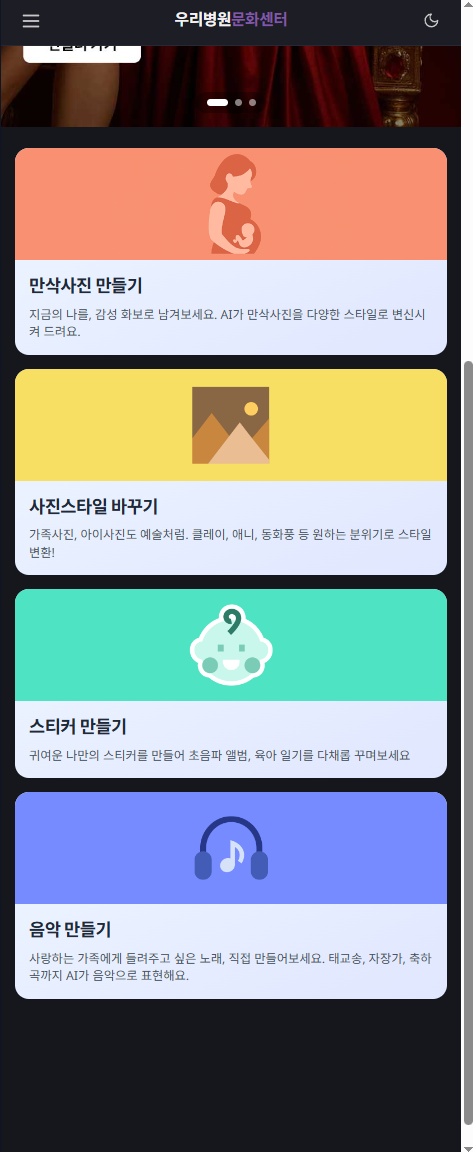 우리병원문화센터
만삭사진 만들기
지금의 나를, 감성 화보로 남겨보세요. AI가 만삭사진을 다양한 스타일로 변신시
켜 드려요.
사진스타일 바꾸기
가족사진, 아이사진도 예술처럼. 클레이, 애니, 동화풍 등 원하는 분위기로 스타일
변환!
스티커 만들기
귀여운 나만의 스티커를 만들어 초음파 앨범, 육아 일기를 다채롭 꾸며보세요
음악 만들기
사랑하는 가족에게 들려주고 싶은 노래, 직접 만들어보세요. 태교송, 자장가, 축하
곡까지 AI가 음악으로 표현해요.